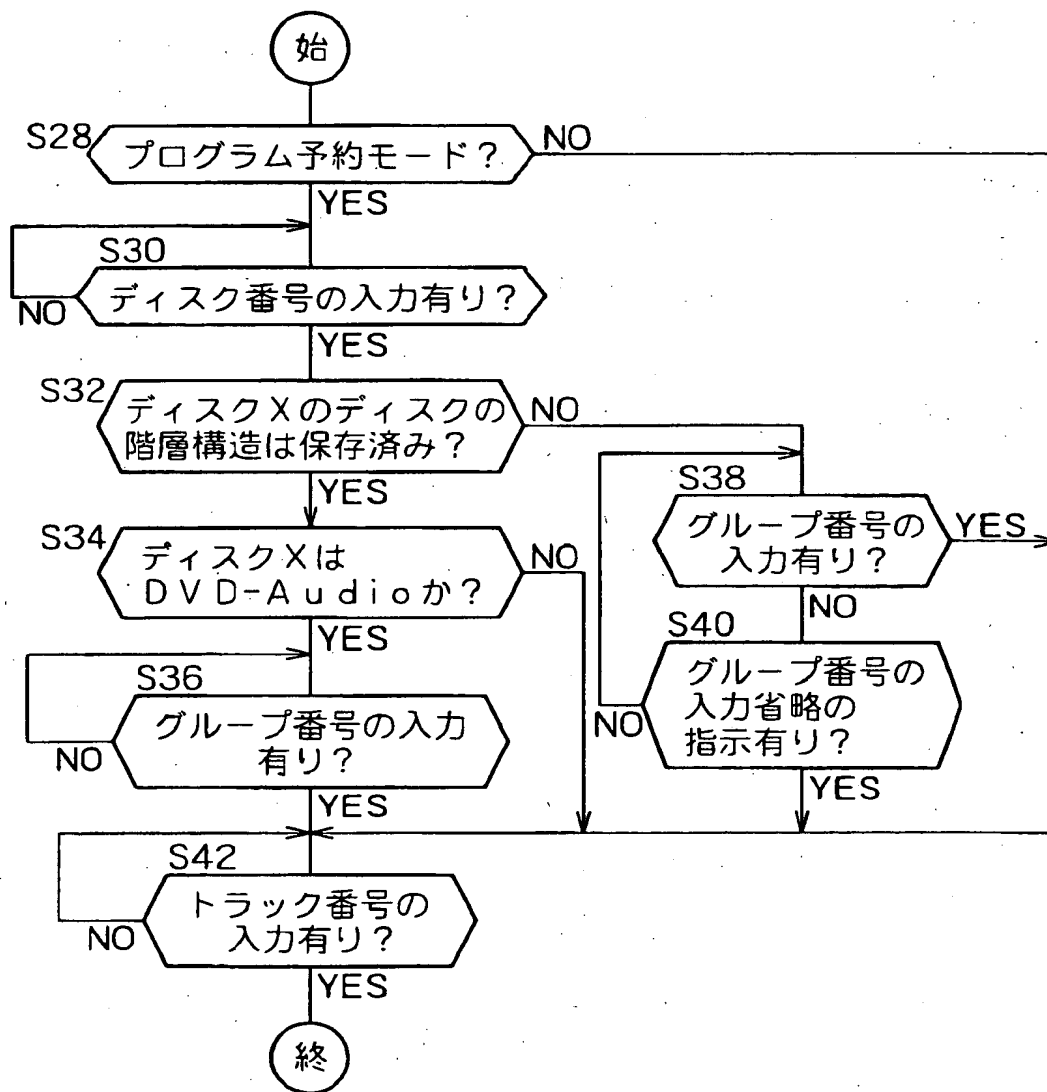 始
S28
プログラム予約モード？
NO
YES
S30
ディスク番号の入力有り？
NO
YES
S32
ディスクXのディスクの
階層構造は保存済み？
NO
YES
S34
ディスクXは
DVD-Audioか？
NO
YES
S38
グループ番号の
入力有り？
YES
NO
S36
グループ番号の入力
有り？
NO
YES
S40
グループ番号の
入力省略の
指示有り？
NO
YES
S42
トラック番号の
入力有り？
NO
YES
終